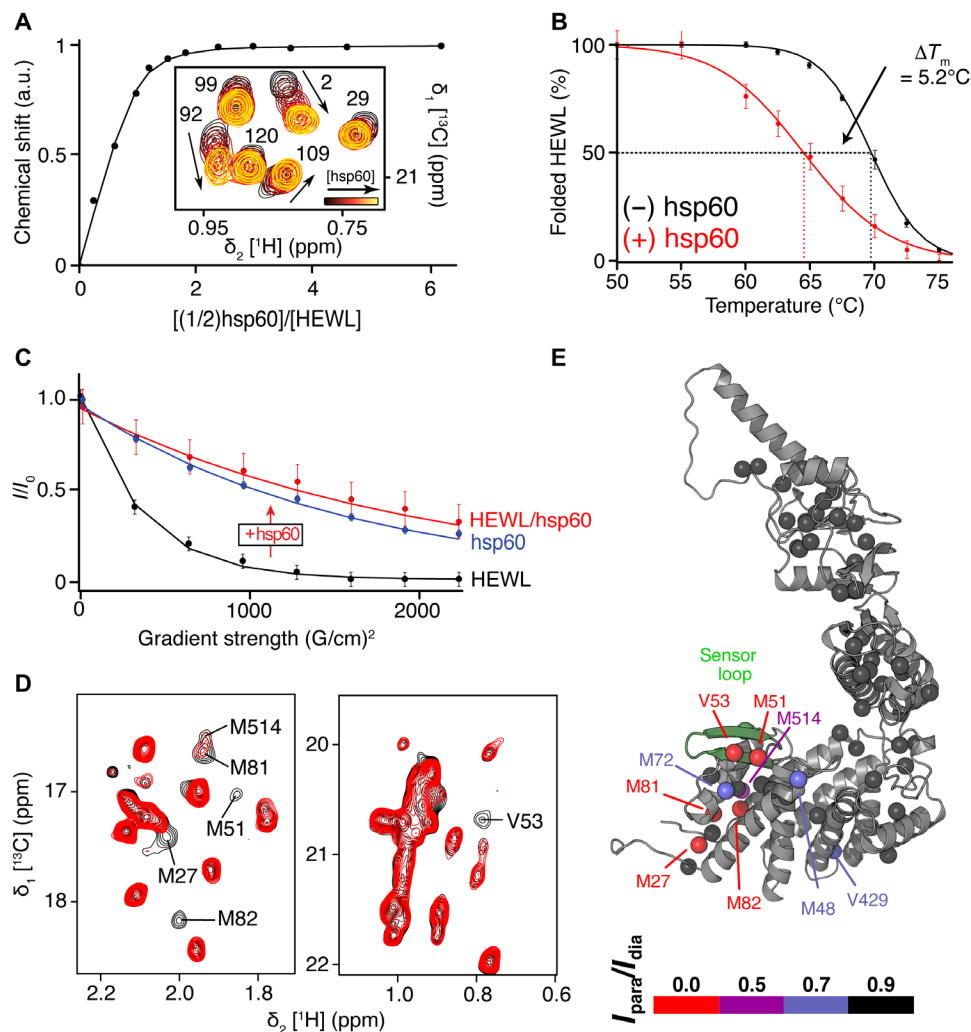 A
Chemical shift (a.u.)
1
0.5
0
0
2
4
6
[(1/2)hsp60]/[HEWL]
99
2
29
92
120
109
[hsp60]
21
δ1 [13C] (ppm)
0.95
0.75
δ2 [1H] (ppm)
B
Folded HEWL (%)
100
50
0
50
55
60
65
70
75
Temperature (°C)
ΔTm
= 5.2°C
(−) hsp60
(+) hsp60
C
I/I0
1.0
0.5
0
0
1000
2000
Gradient strength (G/cm)2
+hsp60
HEWL/hsp60
hsp60
HEWL
D
δ1 [13C] (ppm)
17
18
2.2
2.0
1.8
M514
M81
M51
M27
M82
20
21
22
V53
1.0
0.8
0.6
δ2 [1H] (ppm)
E
Sensor
loop
V53
M51
M514
M72
M81
M27
M82
M48
V429
Ipara/Idia
0.0
0.5
0.7
0.9